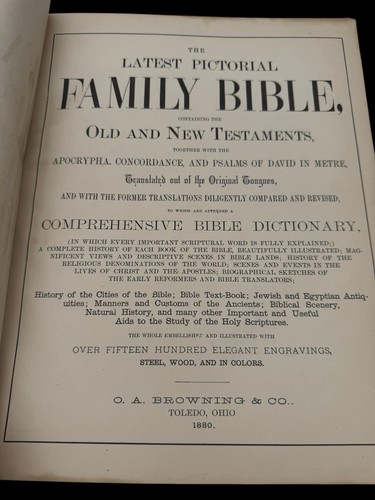 THE
LATEST PICTORIAL
FAMILY BIBLE,
CONTAINING THE
OLD AND NEW TESTAMENTS,
TOGETHER WITH THE
APOCRYPHA, CONCORDANCE, AND PSALMS OF DAVID IN METRE,
Translated out of the Original Tongues,
AND WITH THE FORMER TRANSLATIONS DILIGENTLY COMPARED AND REVISED,
TO WHICH ARE APPENDED A
COMPREHENSIVE BIBLE DICTIONARY,
(IN WHICH EVERY IMPORTANT SCRIPTURAL WORD IS FULLY EXPLAINED;)
A COMPLETE HISTORY OF EACH BOOK OF THE BIBLE, BEAUTIFULLY ILLUSTRATED; MAG-
NIFICENT VIEWS AND DESCRIPTIVE SCENES IN BIBLE LANDS; HISTORY OF THE
RELIGIOUS DENOMINATIONS OF THE WORLD; SCENES AND EVENTS IN THE
LIVES OF CHRIST AND THE APOSTLES; BIOGRAPHICAL SKETCHES OF
THE EARLY REFORMERS AND BIBLE TRANSLATORS;
History of the Cities of the Bible; Bible Text-Book; Jewish and Egyptian Antiq-
uities; Manners and Customs of the Ancients; Biblical Scenery,
Natural History, and many other Important and Useful
Aids to the Study of the Holy Scriptures.
THE WHOLE EMBELLISHED AND ILLUSTRATED WITH
OVER FIFTEEN HUNDRED ELEGANT ENGRAVINGS,
STEEL, WOOD, AND IN COLORS.
O. A. BROWNING & CO.,
TOLEDO, OHIO
1880.